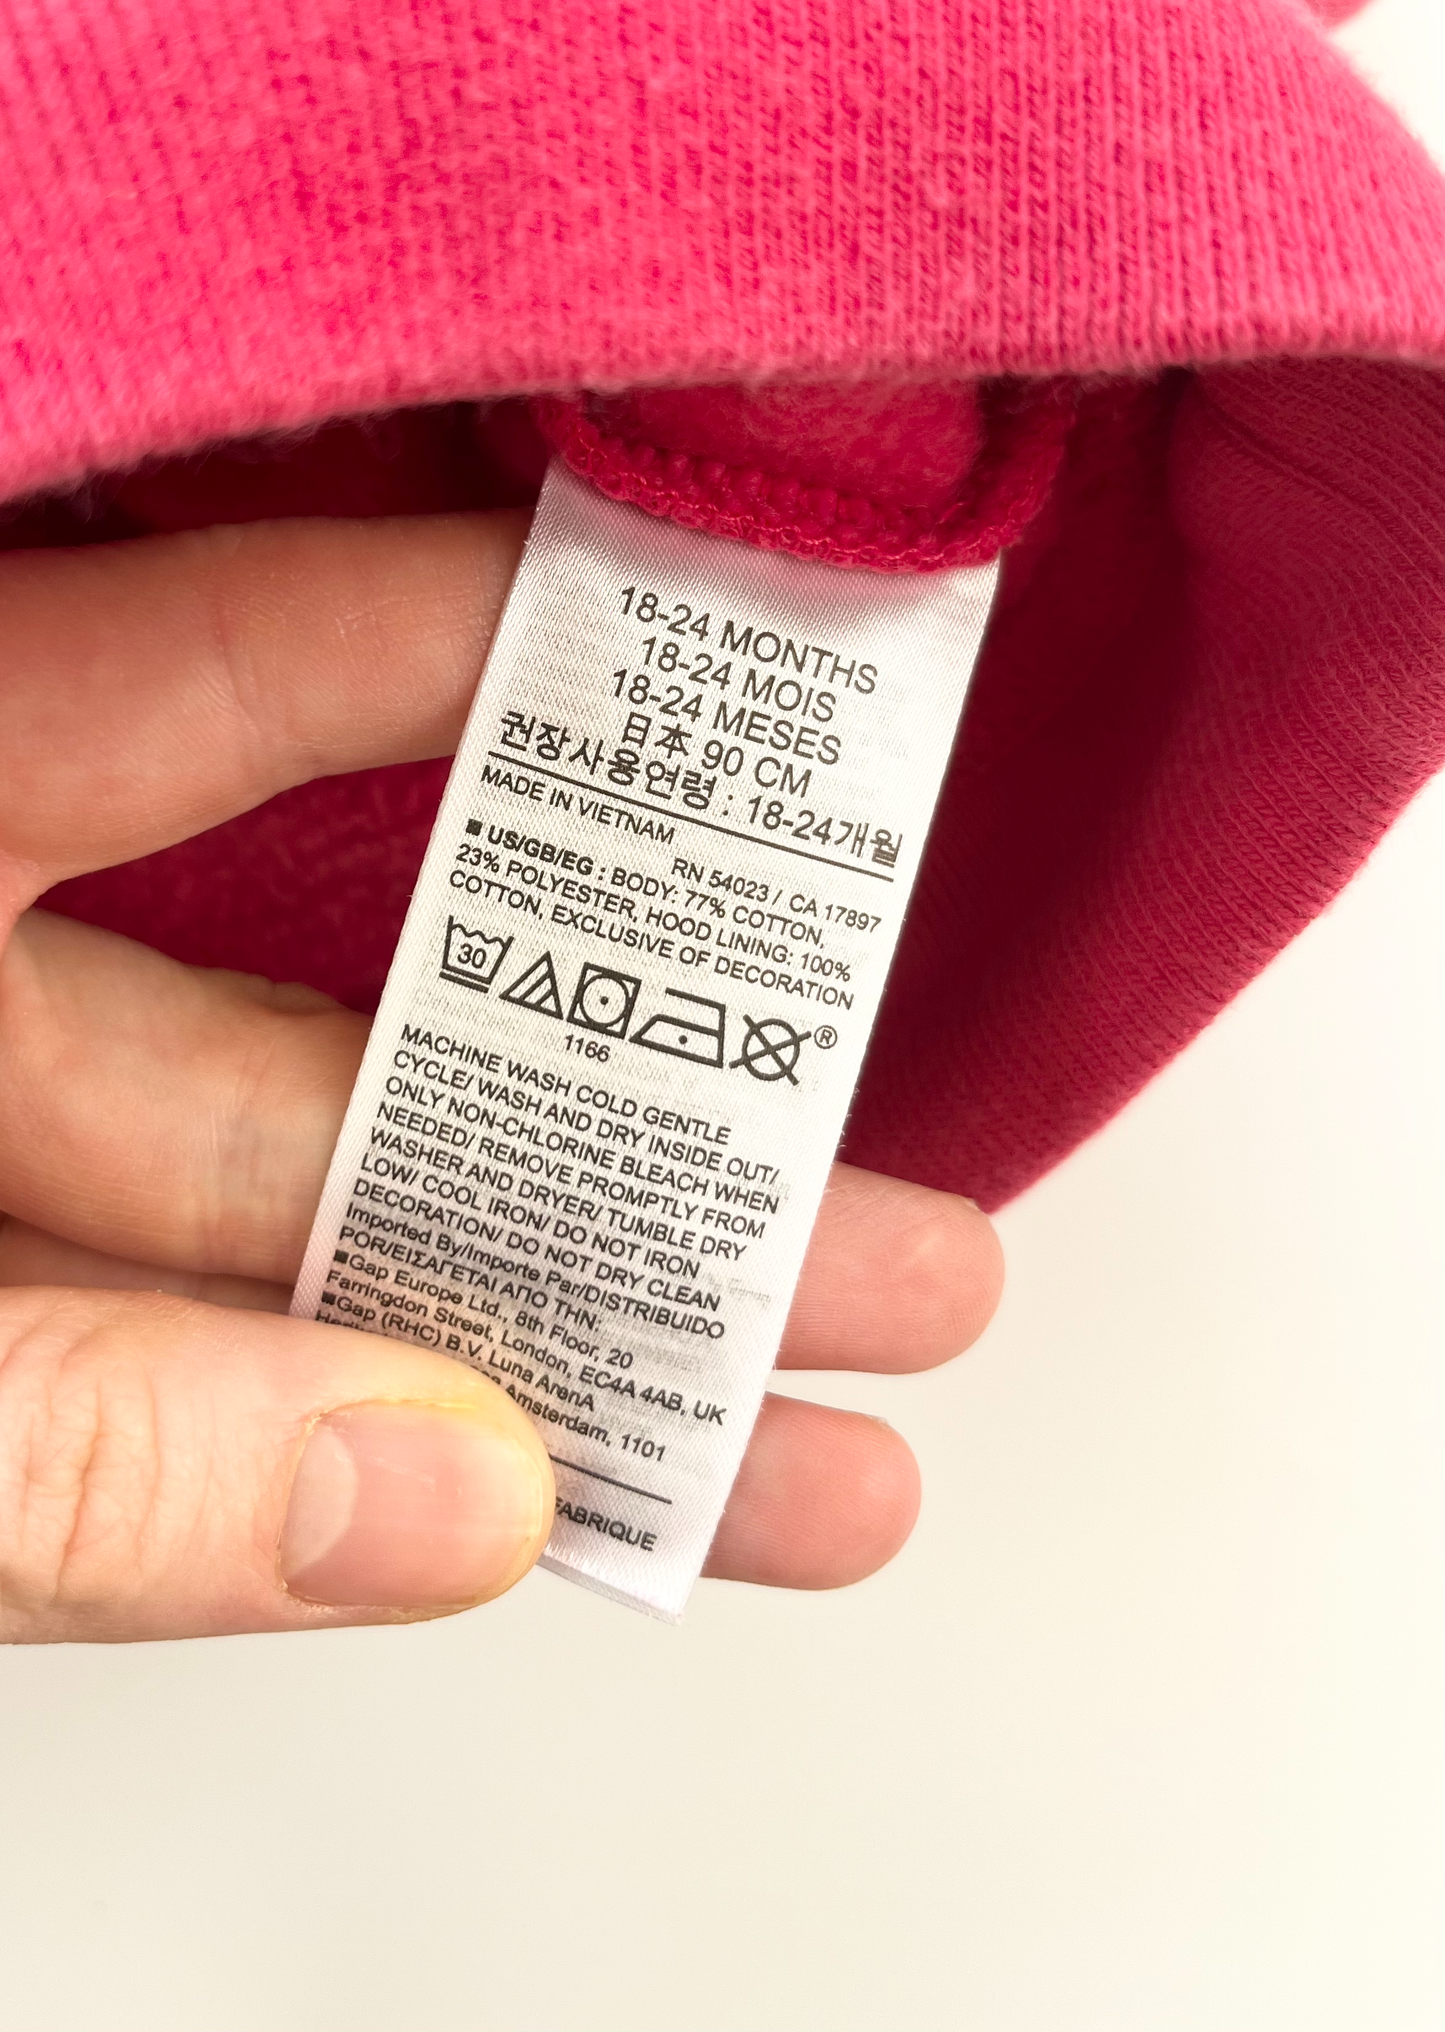 18-24 MONTHS
18-24 MOIS
18-24 MESES
日本 90 CM
권장사용연령 : 18-24개월
MADE IN VIETNAM
RN 54023 / CA 17897
■ US/GB/EG : BODY: 77% COTTON,
23% POLYESTER, HOOD LINING: 100%
COTTON, EXCLUSIVE OF DECORATION
30
®
1166
MACHINE WASH COLD GENTLE
CYCLE/ WASH AND DRY INSIDE OUT/
ONLY NON-CHLORINE BLEACH WHEN
NEEDED/ REMOVE PROMPTLY FROM
WASHER AND DRYER/ TUMBLE DRY
LOW/ COOL IRON/ DO NOT IRON
DECORATION/ DO NOT DRY CLEAN
Imported By/Importe Par/DISTRIBUIDO
POR/ΕΙΣΑΓΕΤΑΙ ΑΠΟ ΤΗΝ:
■Gap Europe Ltd., 8th Floor, 20
Farringdon Street, London, EC4A 4AB, UK
■Gap (RHC) B.V. Luna ArenA
Amsterdam, 1101
FABRIQUE